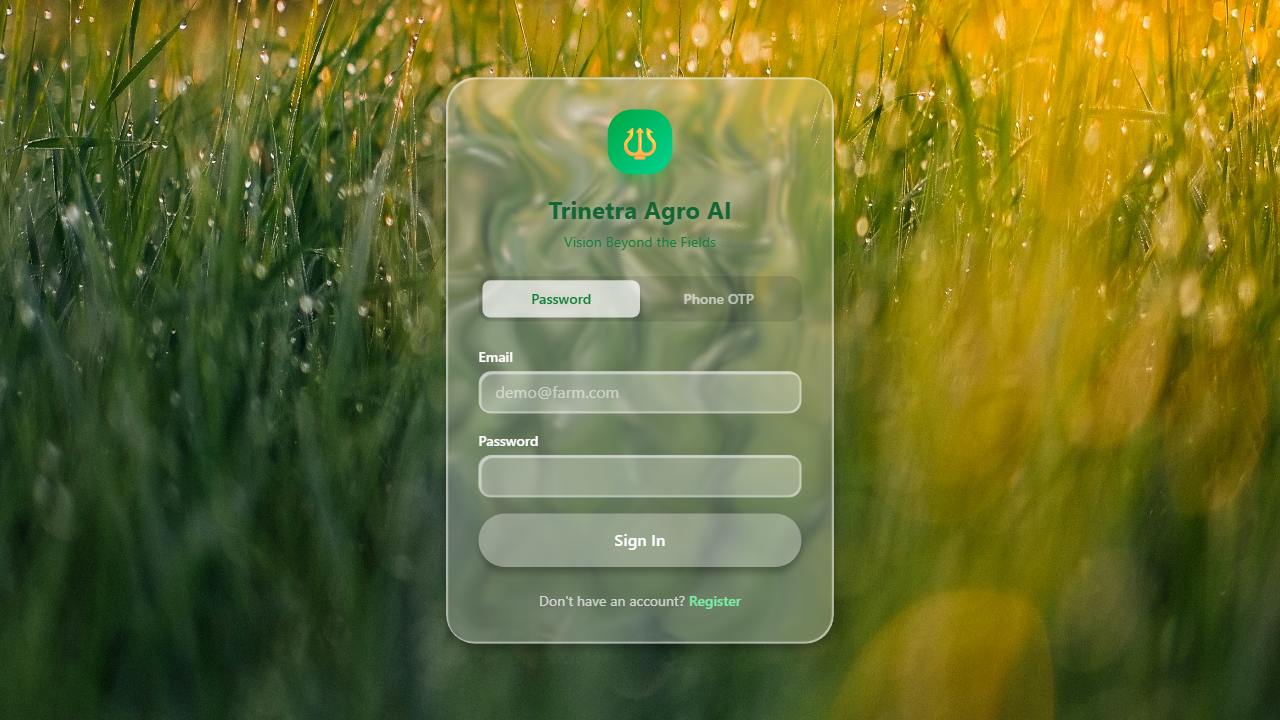 Trinetra Agro AI
Vision Beyond the Fields
Password
Phone OTP
Email
demo@farm.com
Password
Sign In
Don't have an account? Register